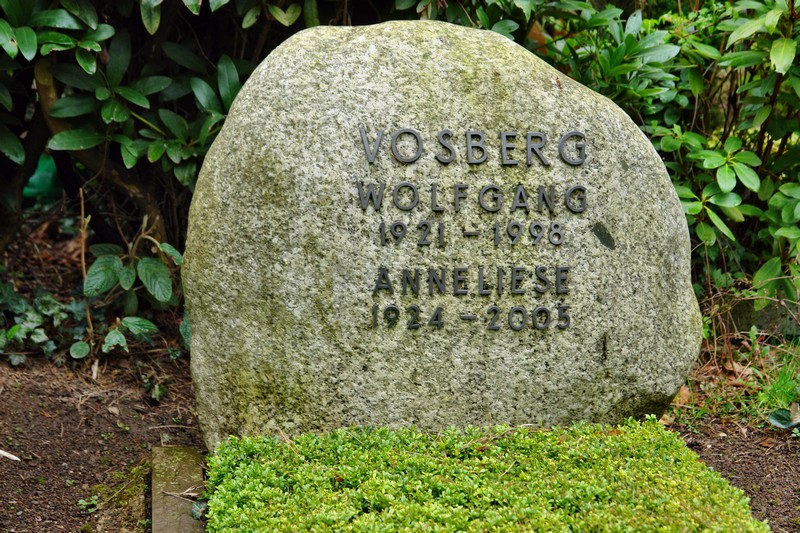 VOSBERG
WOLFGANG
1921 - 1998
ANNELIESE
1924 - 2005